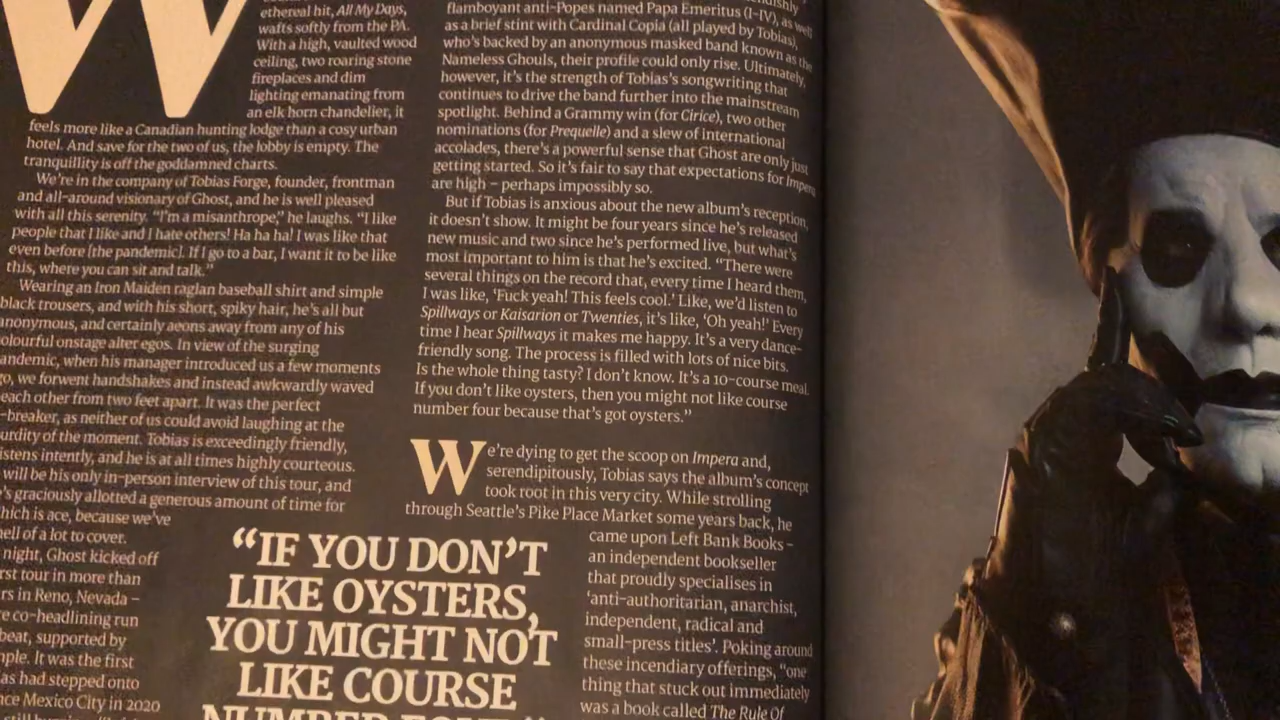 W
ethereal hit, All My Days,
wafts softly from the PA.
With a high, vaulted wood
ceiling, two roaring stone
fireplaces and dim
lighting emanating from
an elk horn chandelier, it
feels more like a Canadian hunting lodge than a cosy urban
hotel. And save for the two of us, the lobby is empty. The
tranquillity is off the goddamned charts.
We're in the company of Tobias Forge, founder, frontman
and all-around visionary of Ghost, and he is well pleased
with all this serenity. “I'm a misanthrope,” he laughs. “I like
people that I like and I hate others! Ha ha ha! I was like that
even before [the pandemic]. If I go to a bar, I want it to be like
this, where you can sit and talk.”
Wearing an Iron Maiden raglan baseball shirt and simple
black trousers, and with his short, spiky hair, he's all but
anonymous, and certainly aeons away from any of his
olourful onstage alter egos. In view of the surging
andemic, when his manager introduced us a few moments
go, we forwent handshakes and instead awkwardly waved
each other from two feet apart. It was the perfect
-breaker, as neither of us could avoid laughing at the
urdity of the moment. Tobias is exceedingly friendly,
istens intently, and he is at all times highly courteous.
will be his only in-person interview of this tour, and
's graciously allotted a generous amount of time for
hich is ace, because we've
hell of a lot to cover.
night, Ghost kicked off
rst tour in more than
rs in Reno, Nevada –
e co-headlining run
beat, supported by
mple. It was the first
as had stepped onto
nce Mexico City in 2020
“IF YOU DON'T
LIKE OYSTERS,
YOU MIGHT NOT
LIKE COURSE
NUMBER FOUR”
flamboyant anti-Popes named Papa Emeritus (I–IV), as well
as a brief stint with Cardinal Copia (all played by Tobias),
who's backed by an anonymous masked band known as the
Nameless Ghouls, their profile could only rise. Ultimately,
however, it's the strength of Tobias's songwriting that
continues to drive the band further into the mainstream
spotlight. Behind a Grammy win (for Cirice), two other
nominations (for Prequelle) and a slew of international
accolades, there's a powerful sense that Ghost are only just
getting started. So it's fair to say that expectations for Impera
are high – perhaps impossibly so.
But if Tobias is anxious about the new album's reception,
it doesn't show. It might be four years since he's released
new music and two since he's performed live, but what's
most important to him is that he's excited. “There were
several things on the record that, every time I heard them,
I was like, ‘Fuck yeah! This feels cool.’ Like, we'd listen to
Spillways or Kaisarion or Twenties, it's like, ‘Oh yeah!’ Every
time I hear Spillways it makes me happy. It's a very dance-
friendly song. The process is filled with lots of nice bits.
Is the whole thing tasty? I don't know. It's a 10-course meal.
If you don't like oysters, then you might not like course
number four because that's got oysters.”
We're dying to get the scoop on Impera and,
serendipitously, Tobias says the album's concept
took root in this very city. While strolling
through Seattle's Pike Place Market some years back, he
came upon Left Bank Books –
an independent bookseller
that proudly specialises in
‘anti-authoritarian, anarchist,
independent, radical and
small-press titles’. Poking around
these incendiary offerings, “one
thing that stuck out immediately
was a book called The Rule Of